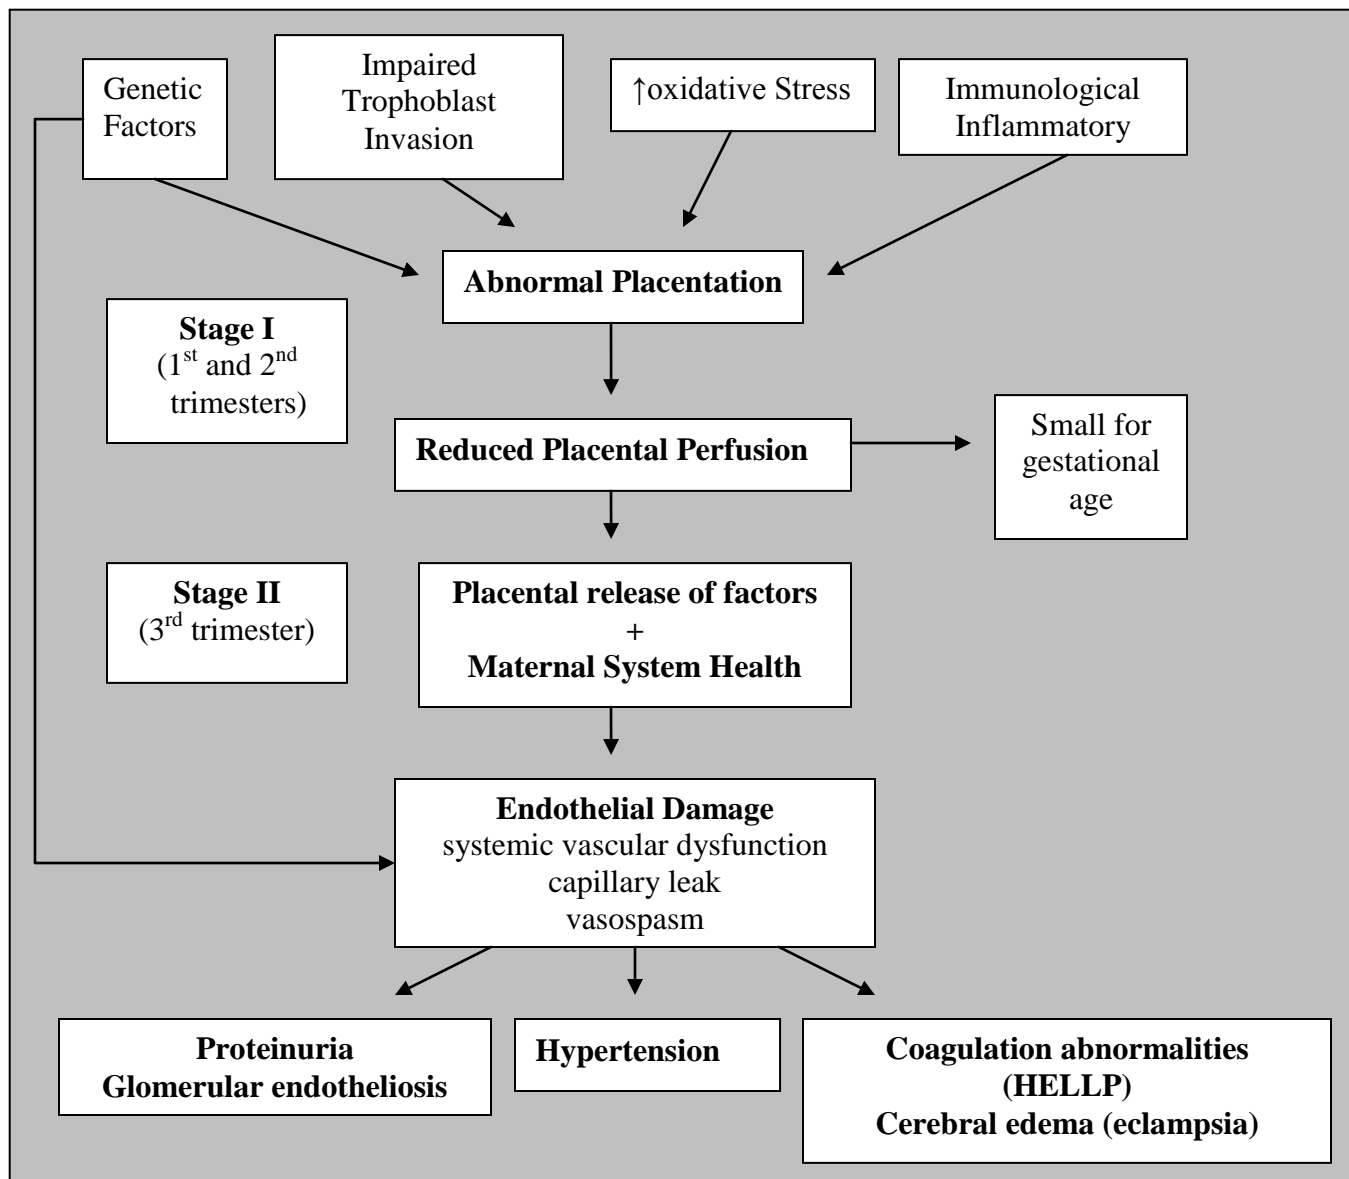 Genetic
Factors
Impaired
Trophoblast
Invasion
↑oxidative Stress
Immunological
Inflammatory
Abnormal Placentation
Stage I
(1st and 2nd
trimesters)
Reduced Placental Perfusion
Small for
gestational
age
Stage II
(3rd trimester)
Placental release of factors
+
Maternal System Health
Endothelial Damage
systemic vascular dysfunction
capillary leak
vasospasm
Proteinuria
Glomerular endotheliosis
Hypertension
Coagulation abnormalities
(HELLP)
Cerebral edema (eclampsia)